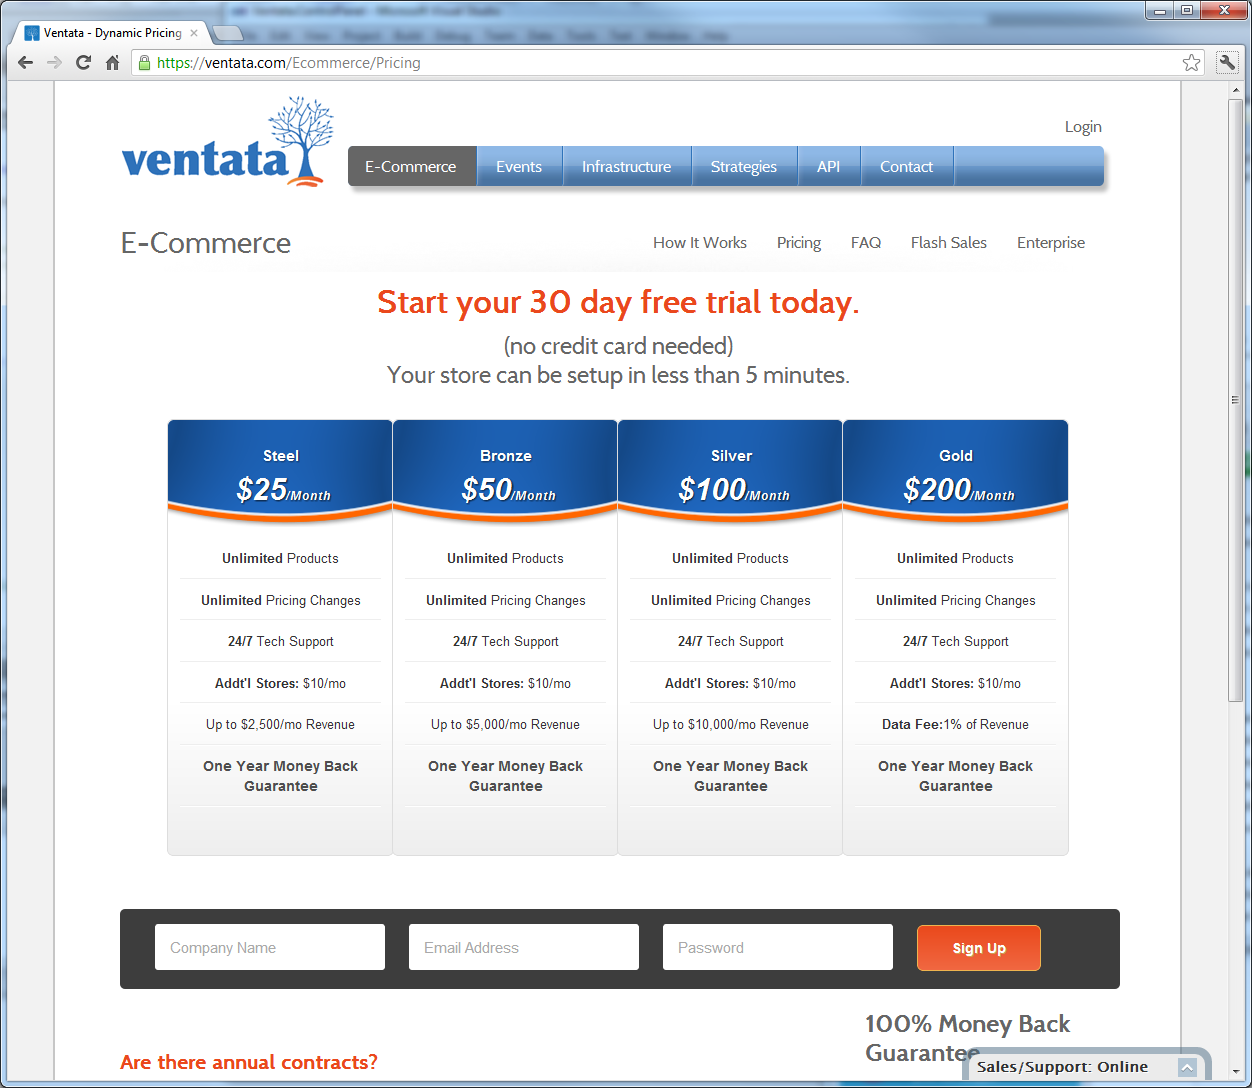 Ventata - Dynamic Pricing
https://ventata.com/Ecommerce/Pricing
ventata
Login
E-Commerce Events Infrastructure Strategies API Contact
E-Commerce
How It Works Pricing FAQ Flash Sales Enterprise
Start your 30 day free trial today.
(no credit card needed)
Your store can be setup in less than 5 minutes.
Steel Bronze Silver Gold
$25/Month $50/Month $100/Month $200/Month
Unlimited Products Unlimited Products Unlimited Products Unlimited Products
Unlimited Pricing Changes Unlimited Pricing Changes Unlimited Pricing Changes Unlimited Pricing Changes
24/7 Tech Support 24/7 Tech Support 24/7 Tech Support 24/7 Tech Support
Addt'l Stores: $10/mo Addt'l Stores: $10/mo Addt'l Stores: $10/mo Addt'l Stores: $10/mo
Up to $2,500/mo Revenue Up to $5,000/mo Revenue Up to $10,000/mo Revenue Data Fee:1% of Revenue
One Year Money Back One Year Money Back One Year Money Back One Year Money Back
Guarantee Guarantee Guarantee Guarantee
Company Name Email Address Password Sign Up
100% Money Back
Guarantee
Are there annual contracts?
Sales/Support: Online